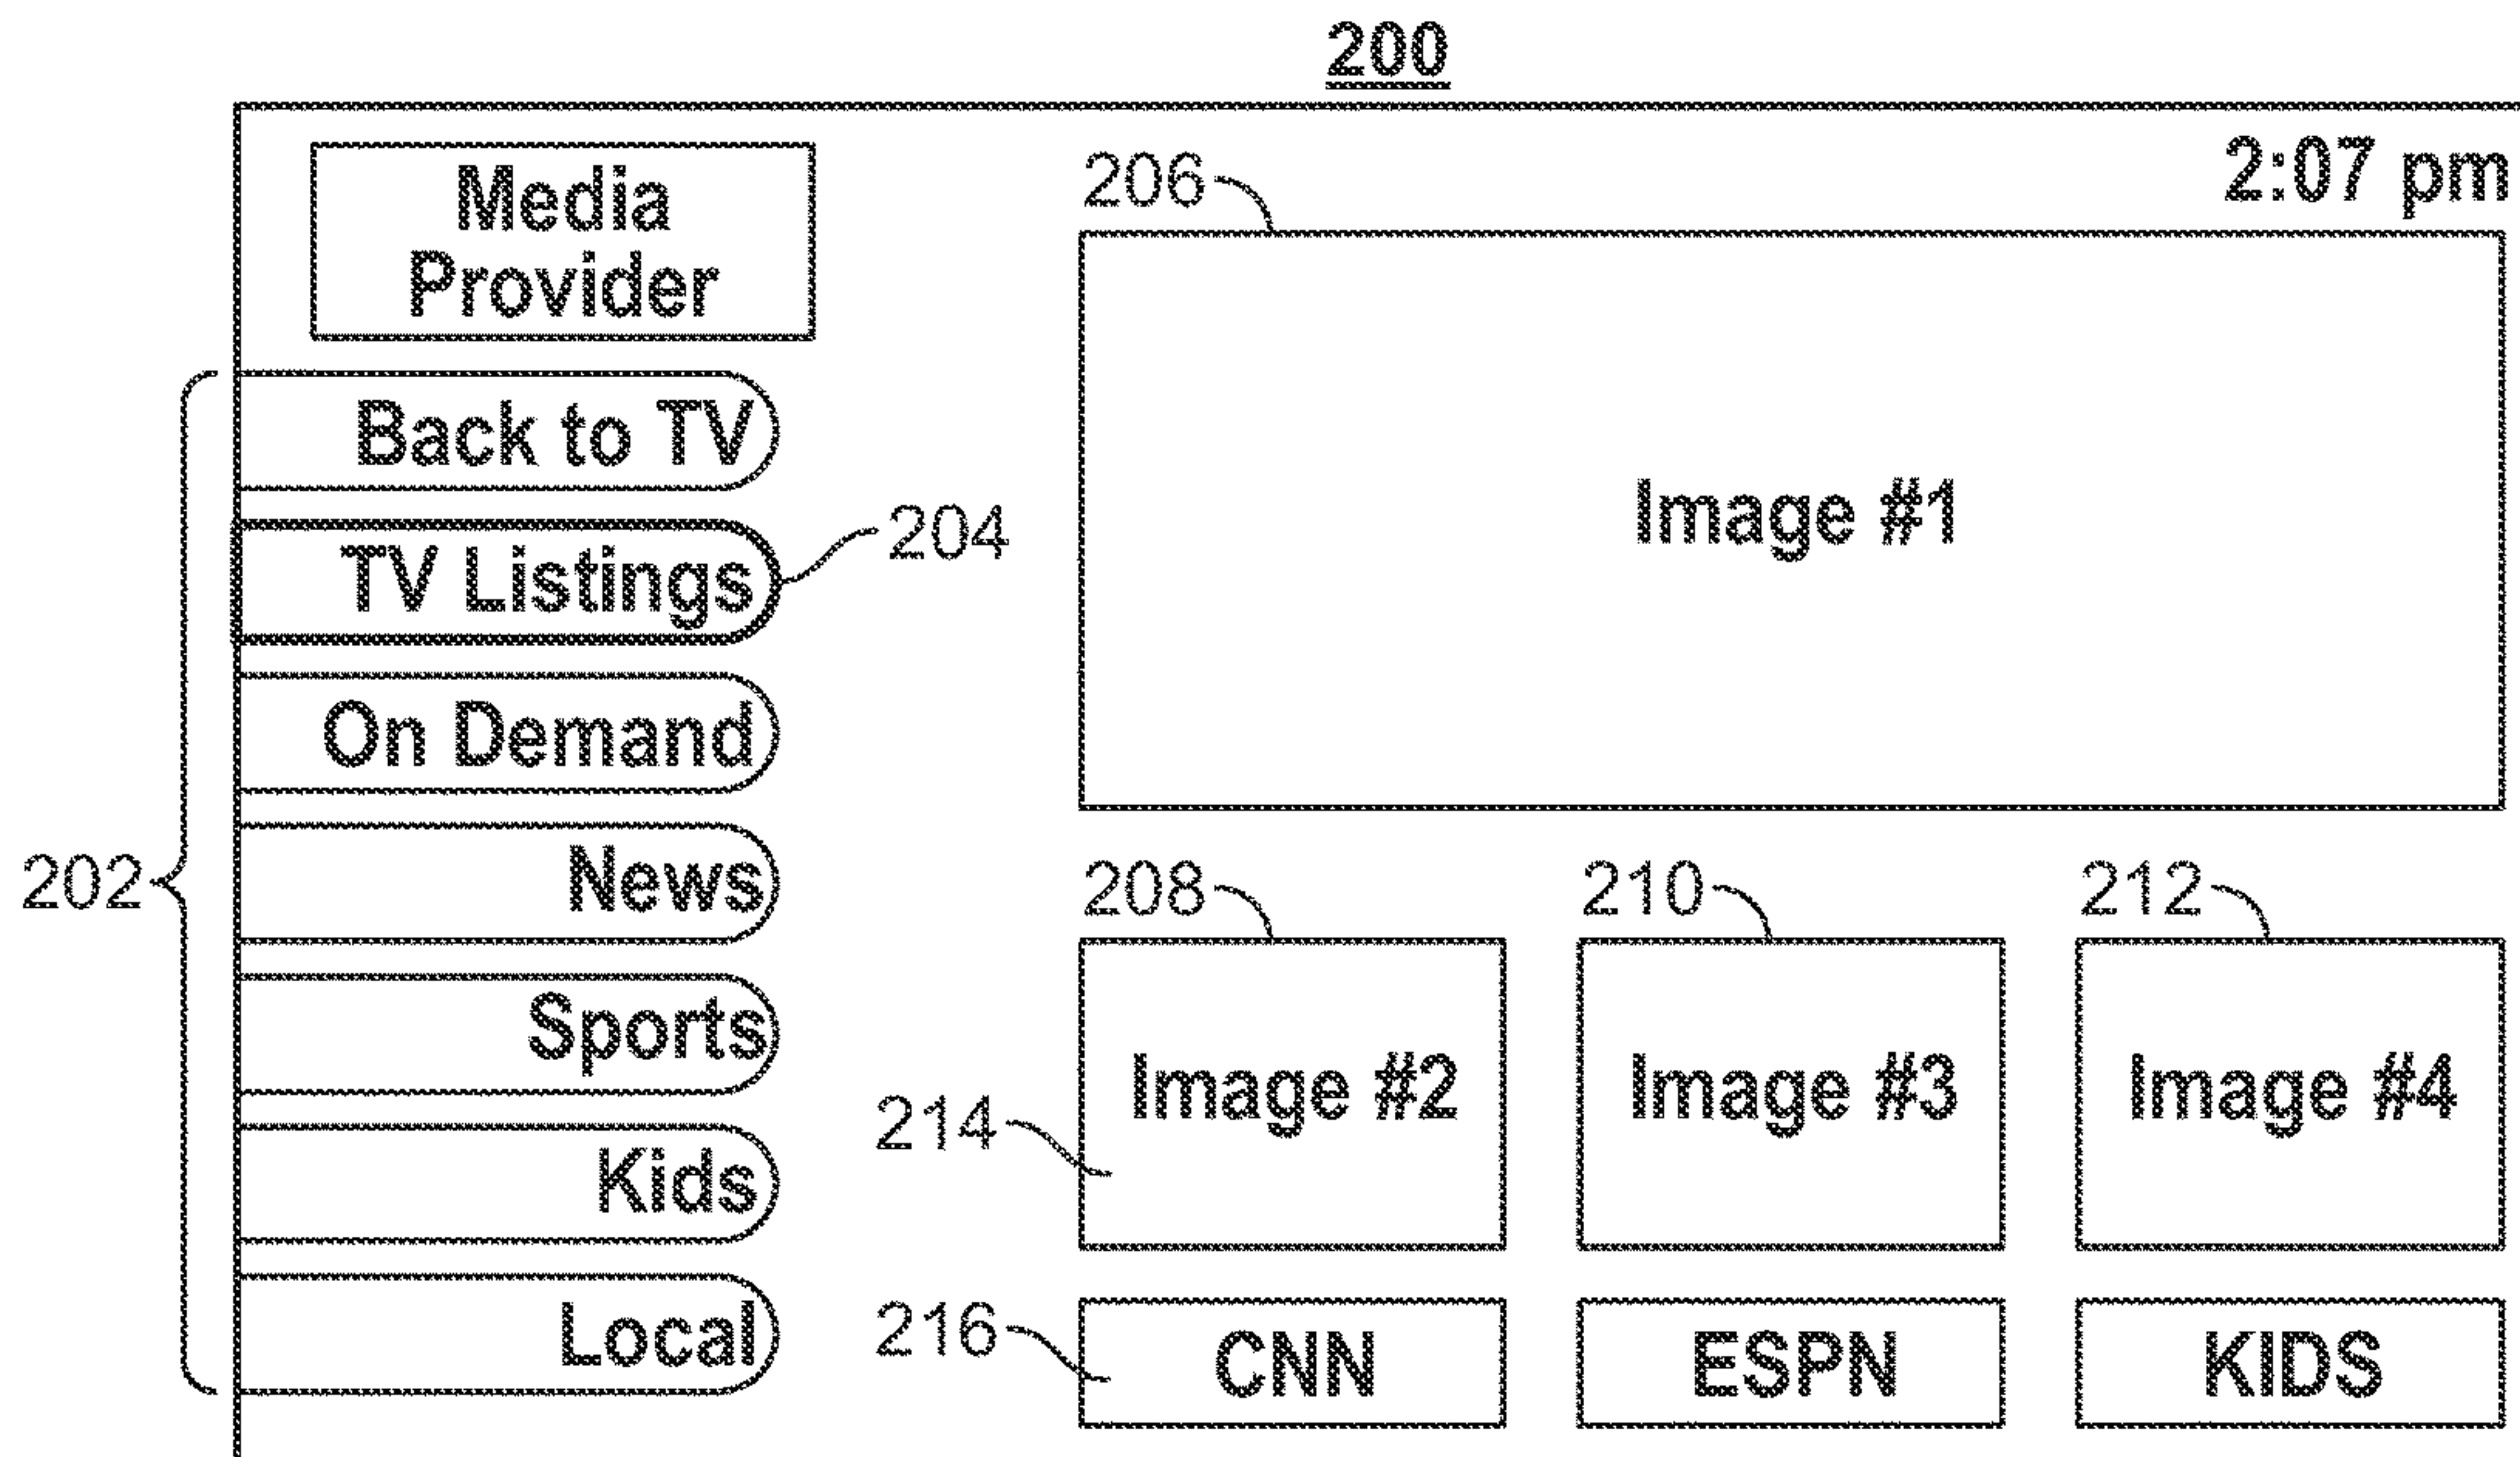 200
2:07 pm
Media
Provider
206
Image #1
202
Back to TV
TV Listings
204
On Demand
News
Sports
Kids
Local
208
210
212
Image #2
Image #3
Image #4
214
216
CNN
ESPN
KIDS